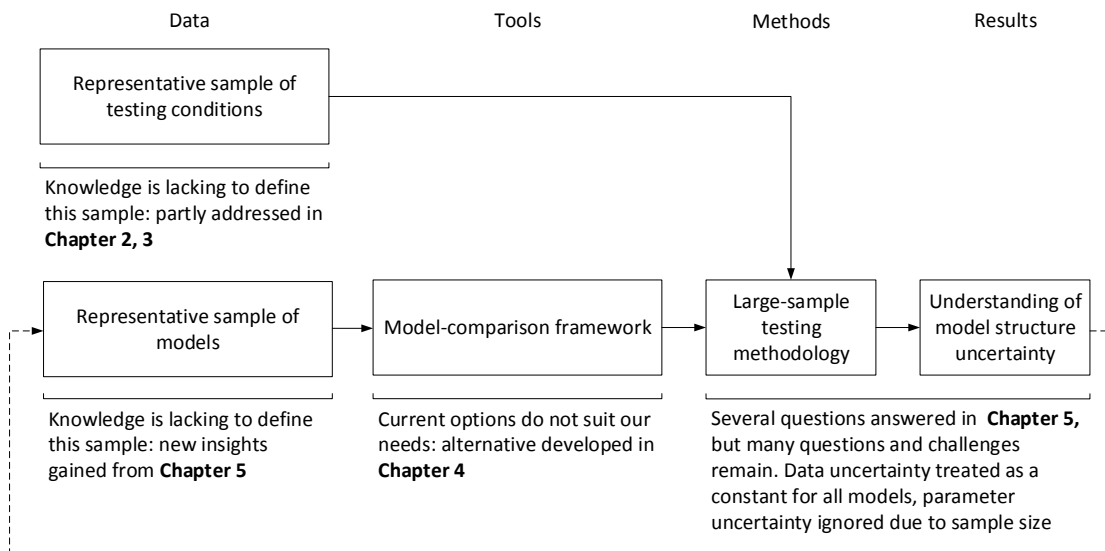 Data
Tools
Methods
Results
Representative sample of
testing conditions
Knowledge is lacking to define
this sample: partly addressed in
Chapter 2, 3
Representative sample of
models
Model-comparison framework
Large-sample
testing
methodology
Understanding of
model structure
uncertainty
Knowledge is lacking to define
this sample: new insights
gained from Chapter 5
Current options do not suit our
needs: alternative developed in
Chapter 4
Several questions answered in Chapter 5,
but many questions and challenges
remain. Data uncertainty treated as a
constant for all models, parameter
uncertainty ignored due to sample size